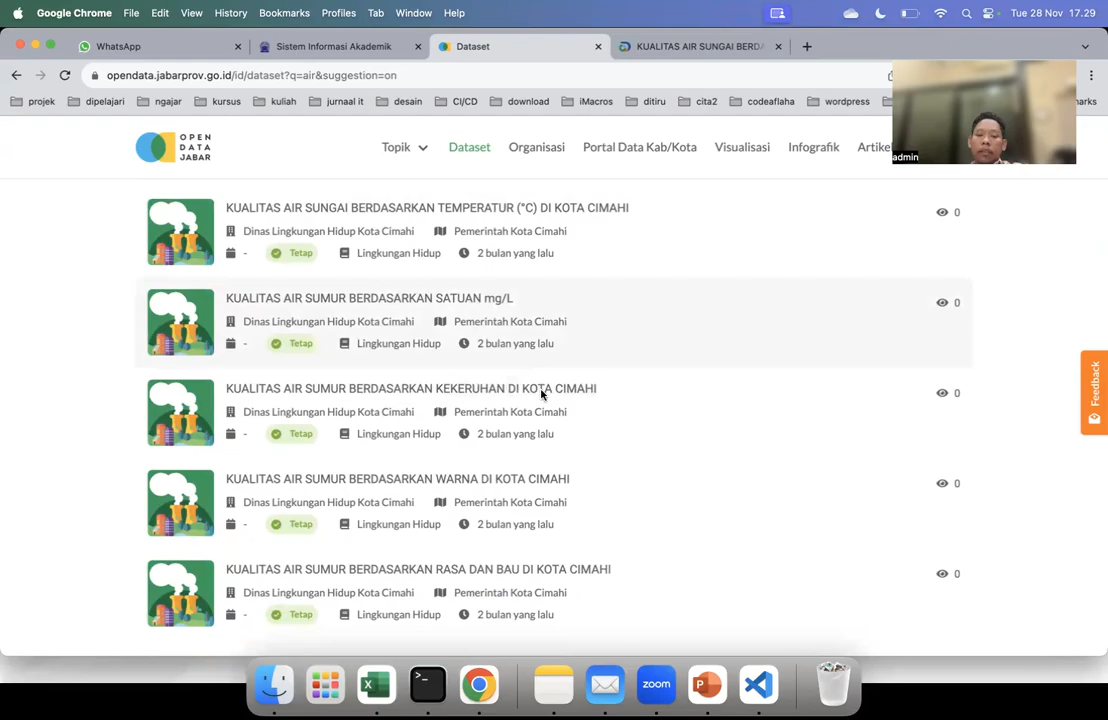 Google Chrome File Edit View History Bookmarks Profiles Tab Window Help Tue 28 Nov 17.29
WhatsApp Sistem Informasi Akademik Dataset KUALITAS AIR SUNGAI BERDA
opendata.jabarprov.go.id/id/dataset?q=air&suggestion=on
projek dipelajari ngajar kursus kuliah jurnaal it desain CI/CD download iMacros ditiru cita2 codeaflaha wordpress
admin
OPEN
DATA
JABAR
Topik Dataset Organisasi Portal Data Kab/Kota Visualisasi Infografik Artikel
KUALITAS AIR SUNGAI BERDASARKAN TEMPERATUR (°C) DI KOTA CIMAHI 0
Dinas Lingkungan Hidup Kota Cimahi Pemerintah Kota Cimahi
- Tetap Lingkungan Hidup 2 bulan yang lalu
KUALITAS AIR SUMUR BERDASARKAN SATUAN mg/L 0
Dinas Lingkungan Hidup Kota Cimahi Pemerintah Kota Cimahi
- Tetap Lingkungan Hidup 2 bulan yang lalu
KUALITAS AIR SUMUR BERDASARKAN KEKERUHAN DI KOTA CIMAHI 0
Dinas Lingkungan Hidup Kota Cimahi Pemerintah Kota Cimahi
- Tetap Lingkungan Hidup 2 bulan yang lalu
KUALITAS AIR SUMUR BERDASARKAN WARNA DI KOTA CIMAHI 0
Dinas Lingkungan Hidup Kota Cimahi Pemerintah Kota Cimahi
- Tetap Lingkungan Hidup 2 bulan yang lalu
KUALITAS AIR SUMUR BERDASARKAN RASA DAN BAU DI KOTA CIMAHI 0
Dinas Lingkungan Hidup Kota Cimahi Pemerintah Kota Cimahi
- Tetap Lingkungan Hidup 2 bulan yang lalu
Feedback
zoom